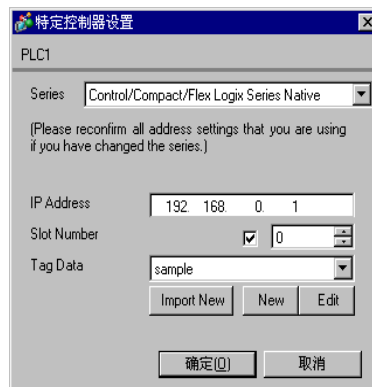 特定控制器设置
PLC1
Series Control/Compact/Flex Logix Series Native
(Please reconfirm all address settings that you are using
if you have changed the series.)
IP Address 192. 168. 0. 1
Slot Number 0
Tag Data sample
Import New New Edit
确定(O) 取消